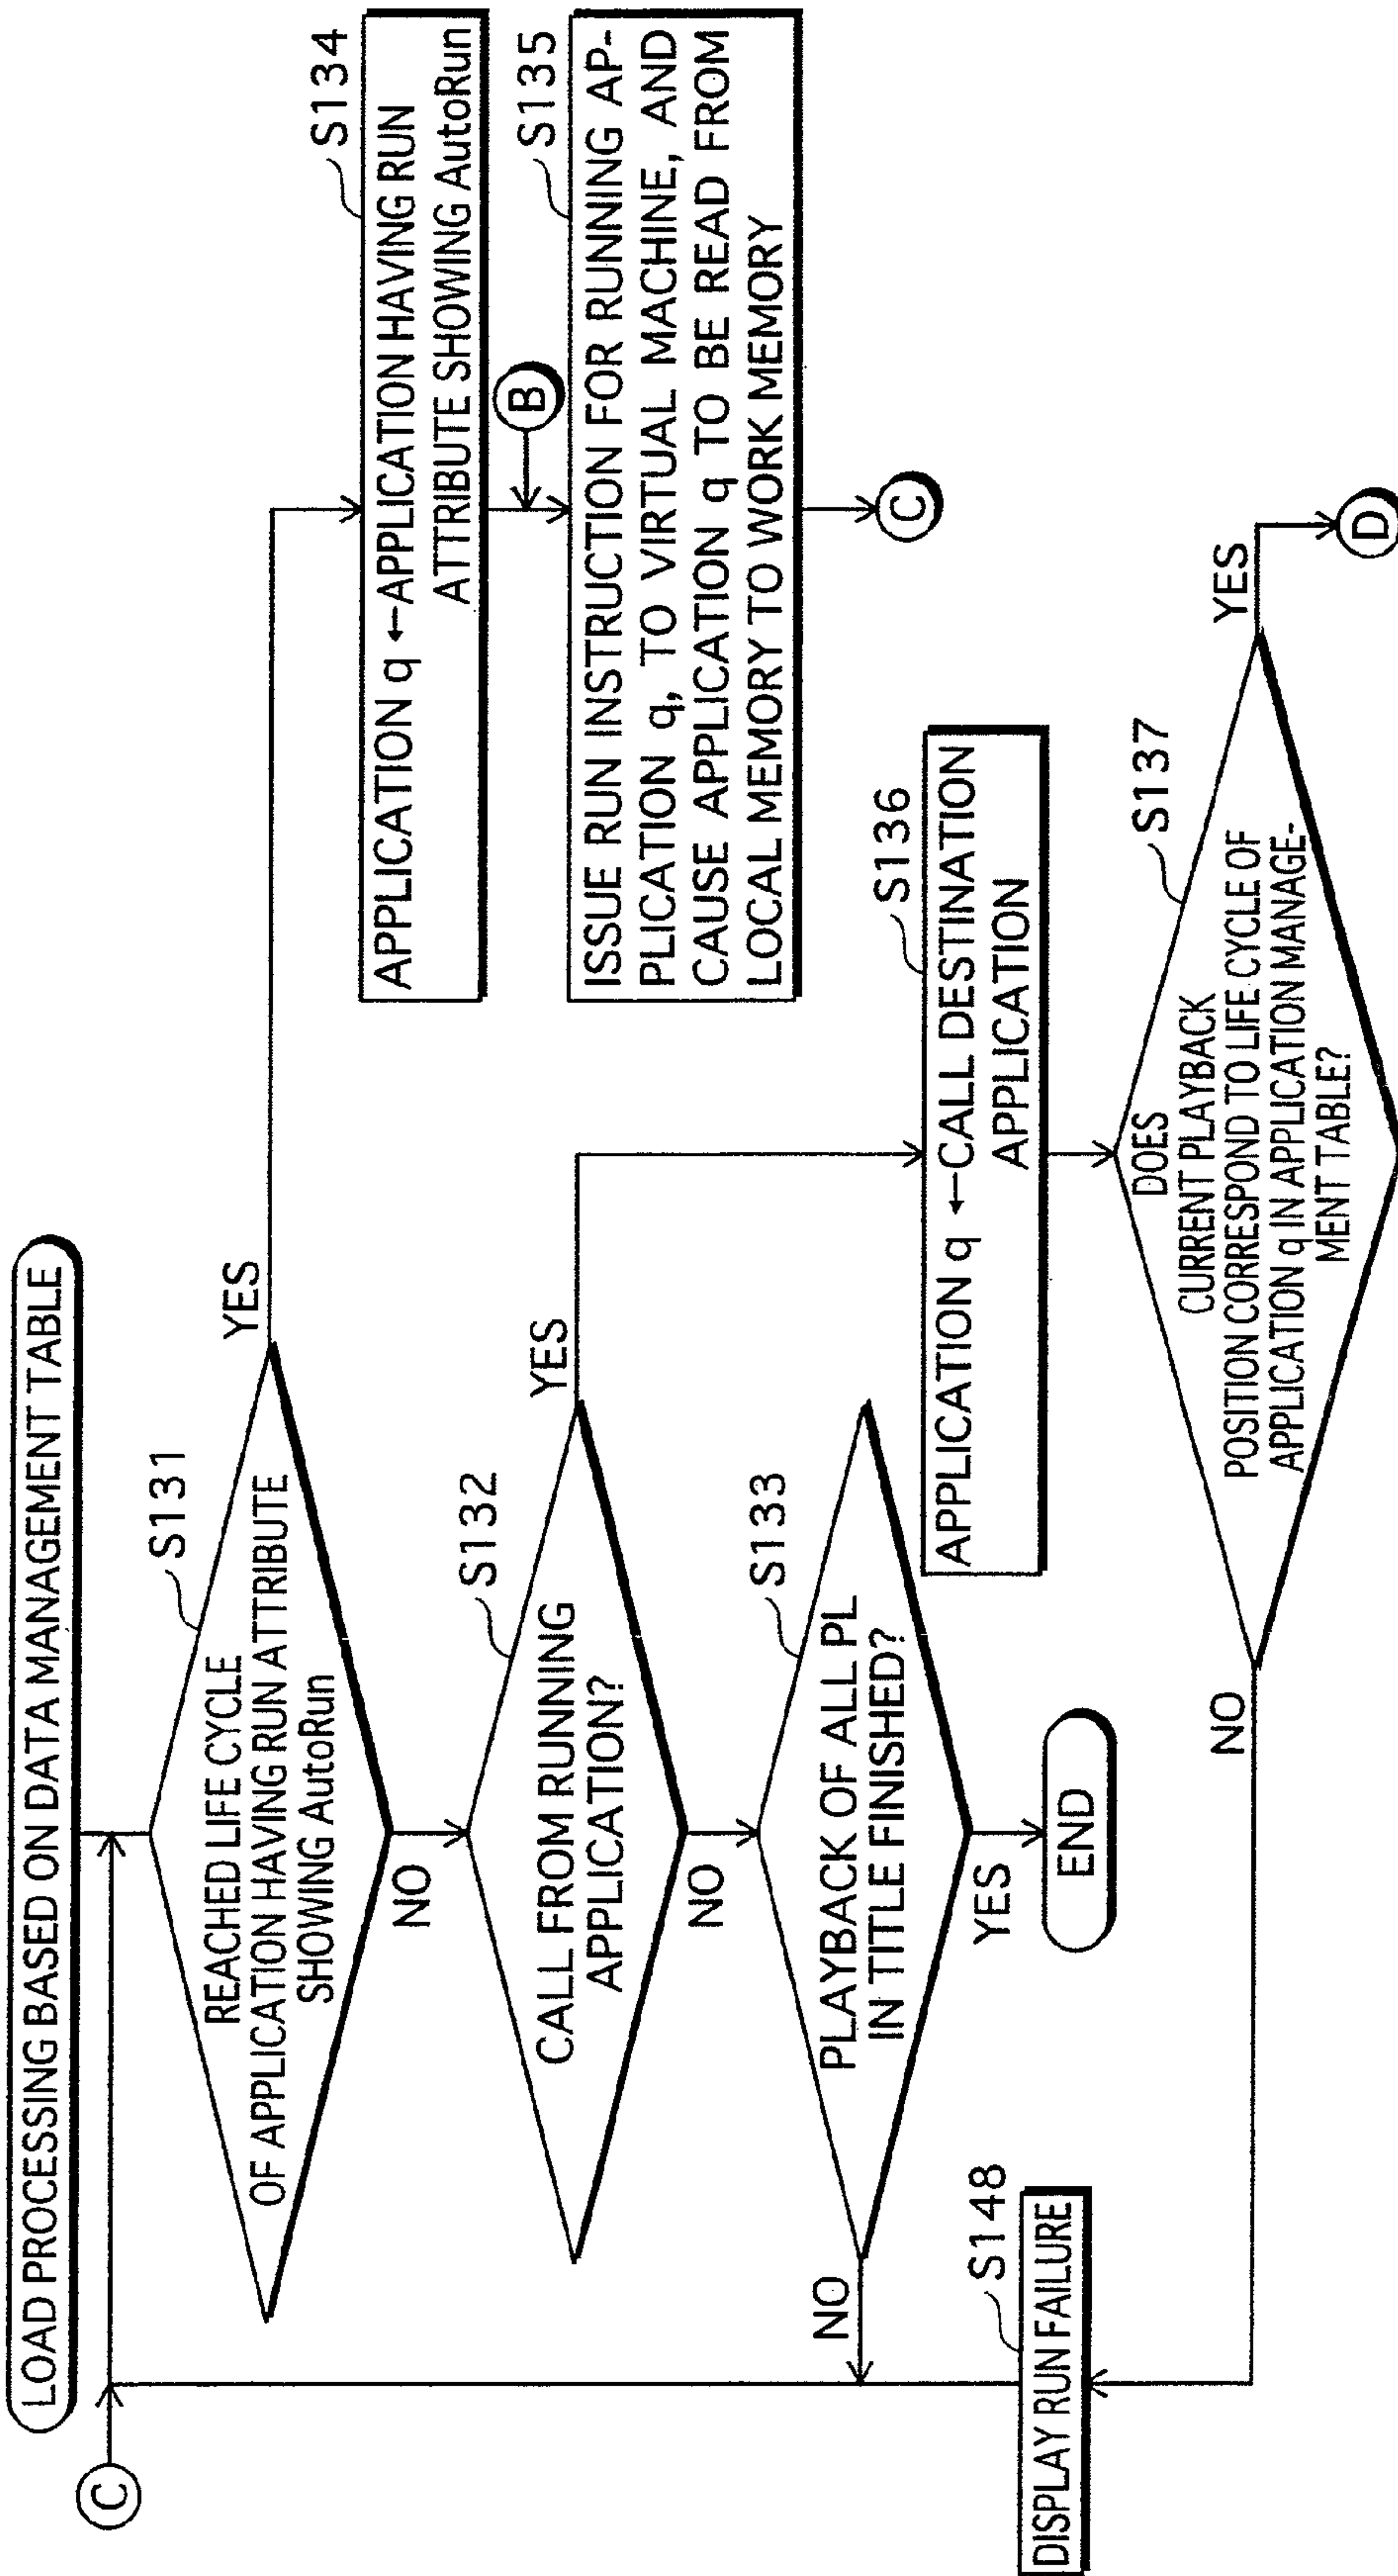 LOAD PROCESSING BASED ON DATA MANAGEMENT TABLE
C
S131
REACHED LIFE CYCLE
OF APPLICATION HAVING RUN ATTRIBUTE
SHOWING AutoRun
YES
NO
S132
CALL FROM RUNNING
APPLICATION?
YES
NO
S133
PLAYBACK OF ALL PL
IN TITLE FINISHED?
NO
YES
END
S134
APPLICATION q ←APPLICATION HAVING RUN
ATTRIBUTE SHOWING AutoRun
B
S135
ISSUE RUN INSTRUCTION FOR RUNNING AP-
PLICATION q, TO VIRTUAL MACHINE, AND
CAUSE APPLICATION q TO BE READ FROM
LOCAL MEMORY TO WORK MEMORY
C
S136
APPLICATION q ←CALL DESTINATION
APPLICATION
S137
DOES
CURRENT PLAYBACK
POSITION CORRESPOND TO LIFE CYCLE OF
APPLICATION q IN APPLICATION MANAGE-
MENT TABLE?
YES
D
NO
S148
DISPLAY RUN FAILURE